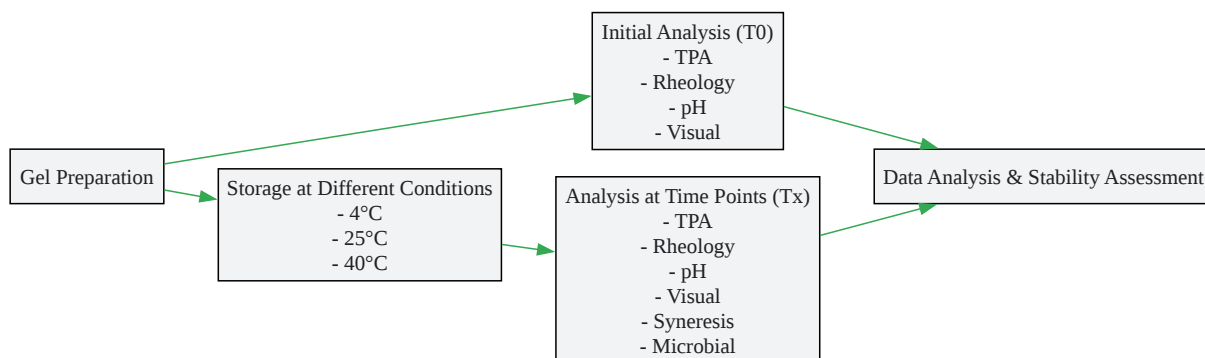 Gel Preparation
Initial Analysis (T0)
- TPA
- Rheology
- pH
- Visual
Storage at Different Conditions
- 4°C
- 25°C
- 40°C
Analysis at Time Points (Tx)
- TPA
- Rheology
- pH
- Visual
- Syneresis
- Microbial
Data Analysis & Stability Assessment